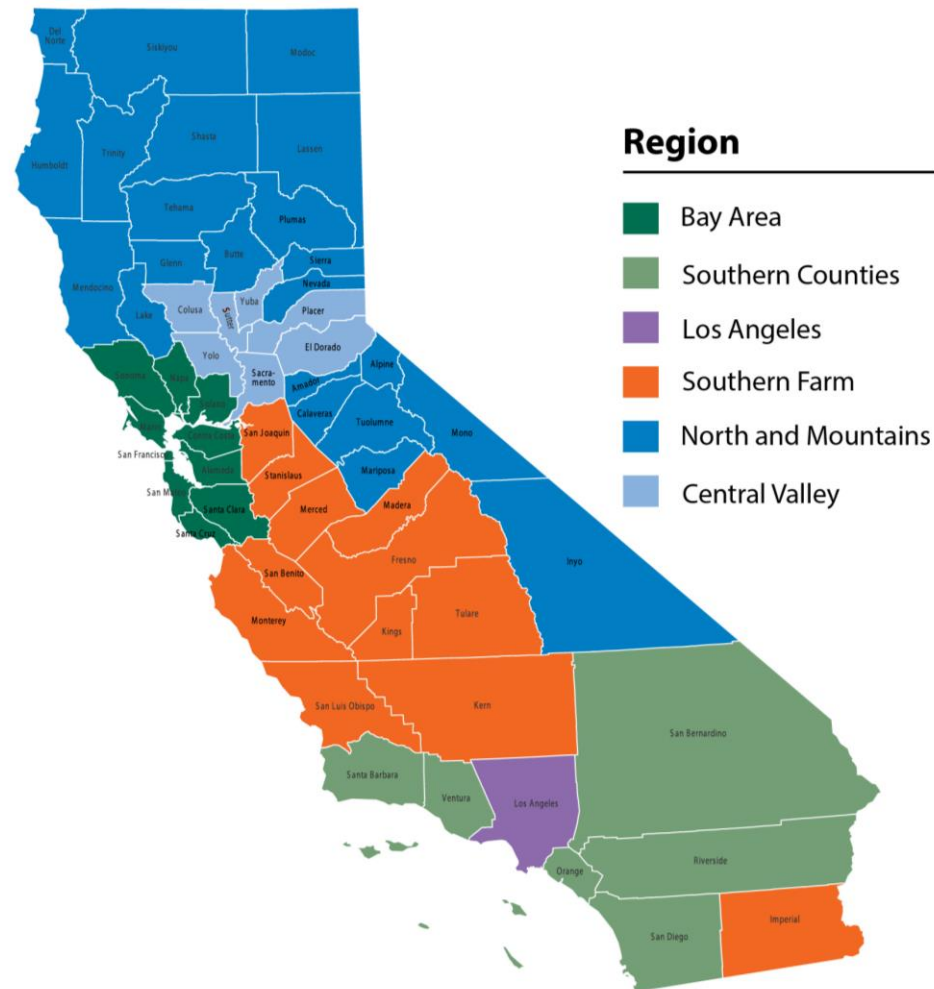 Del
Norte
Siskiyou
Modoc
Humboldt
Trinity
Shasta
Lassen
Region
Tehama
Plumas
Bay Area
Glenn
Butte
Sierra
Southern Counties
Mendocino
Nevada
Colusa
Sutter
Yuba
Placer
Lake
Los Angeles
El Dorado
Yolo
Sacra-
mento
Alpine
Southern Farm
Sonoma
Napa
Amador
Solano
Calaveras
Mono
Marin
Contra Costa
San Joaquin
Tuolumne
North and Mountains
San Francisc
Alameda
Stanislaus
Mariposa
San M
Santa Clara
Merced
Madera
Central Valley
Santa Cruz
Fresno
San Benito
Inyo
Monterey
Kings
Tulare
San Luis Obispo
Kern
San Bernardino
Santa Barbara
Ventura
Los Angeles
Orange
Riverside
San Diego
Imperial